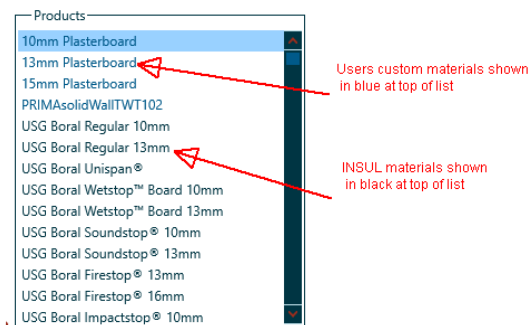 Products
10mm Plasterboard
13mm Plasterboard
15mm Plasterboard
PRIMAsolidWallTWT102
USG Boral Regular 10mm
USG Boral Regular 13mm
USG Boral Unispan®
USG Boral Wetstop™ Board 10mm
USG Boral Wetstop™ Board 13mm
USG Boral Soundstop® 10mm
USG Boral Soundstop® 13mm
USG Boral Firestop® 13mm
USG Boral Firestop® 16mm
USG Boral Impactstop® 10mm
Users custom materials shown
in blue at top of list
INSUL materials shown
in black at top of list